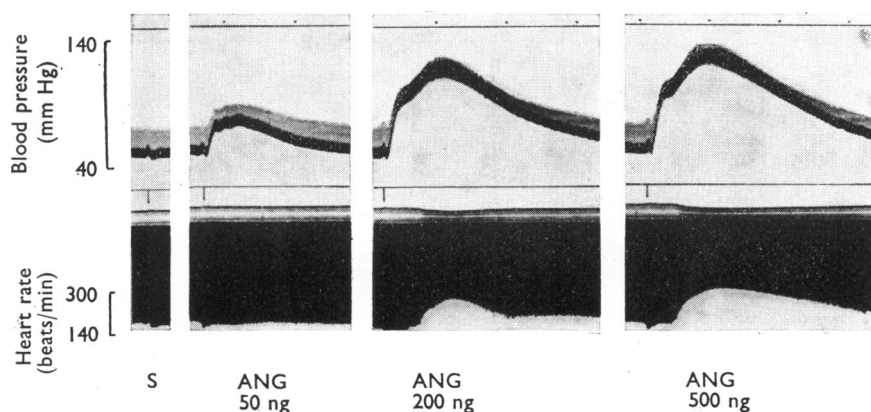 140
Blood pressure
(mm Hg)
40
300
Heart rate
(beats/min)
140
S
ANG
50 ng
ANG
200 ng
ANG
500 ng